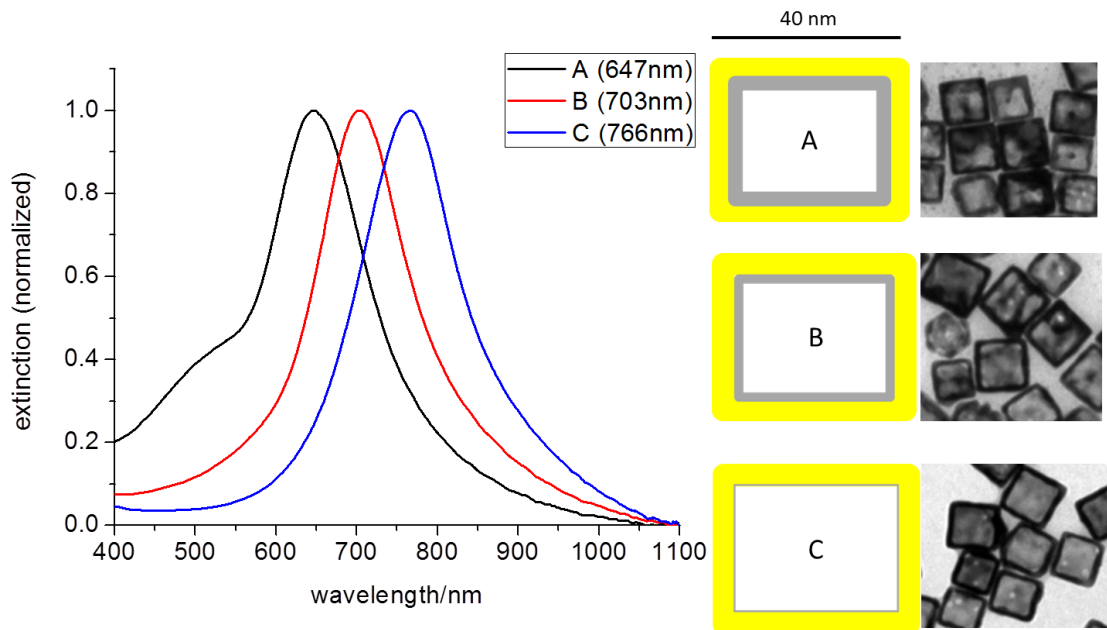 40 nm
A (647nm)
B (703nm)
C (766nm)
extinction (normalized)
1.0
0.8
0.6
0.4
0.2
0.0
400 500 600 700 800 900 1000 1100
wavelength/nm
A
B
C